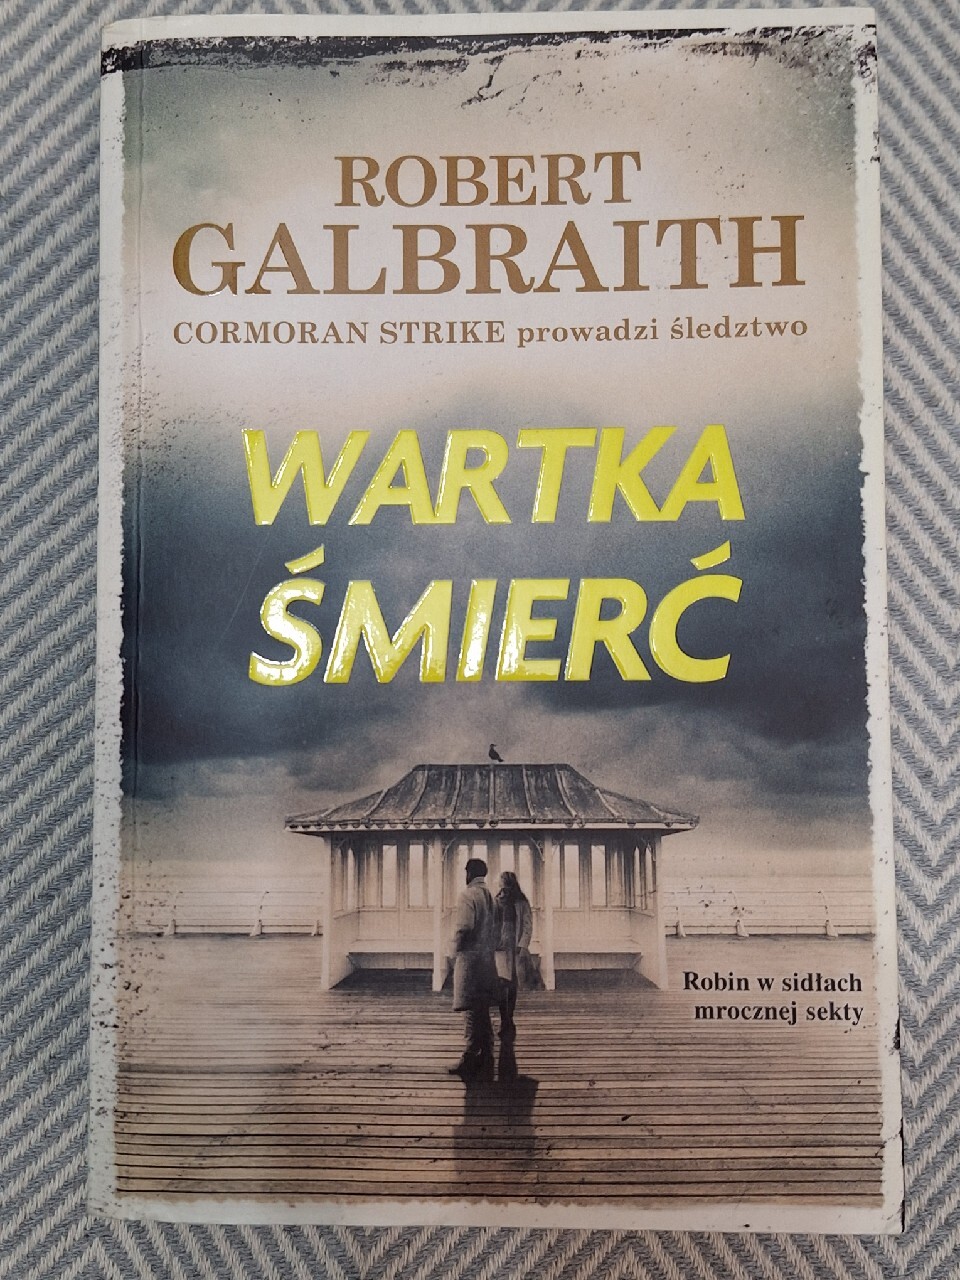 ROBERT
GALBRAITH
CORMORAN STRIKE prowadzi śledztwo
WARTKA
ŚMIERĆ
Robin w sidłach
mrocznej sekty